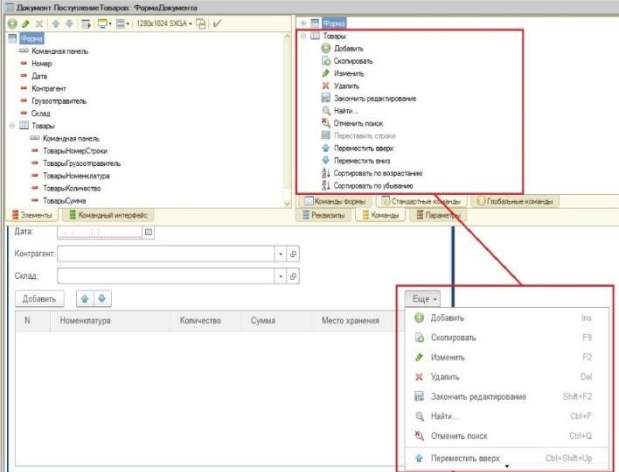 Документ ПоступлениеТоваров: ФормаДокумента
1280x1024 SXGA
Форма
Командная панель
Номер
Дата
Контрагент
Грузоотправитель
Склад
Товары
Командная панель
ТоварыНомерСтроки
ТоварыГрузоотправитель
ТоварыНоменклатура
ТоварыКоличество
ТоварыСумма
Элементы
Командный интерфейс
Форма
Товары
Добавить
Скопировать
Изменить
Удалить
Закончить редактирование
Найти...
Отменить поиск
Переставить строки
Переместить вверх
Переместить вниз
Сортировать по возрастанию
Сортировать по убыванию
Команды формы Стандартные команды Глобальные команды
Реквизиты Команды Параметры
Дата: . . : :
Контрагент:
Склад:
Добавить
Еще
N Номенклатура Количество Сумма Место хранения
Добавить Ins
Скопировать F9
Изменить F2
Удалить Del
Закончить редактирование Shift+F2
Найти... Ctrl+F
Отменить поиск Ctrl+Q
Переместить вверх Ctrl+Shift+Up